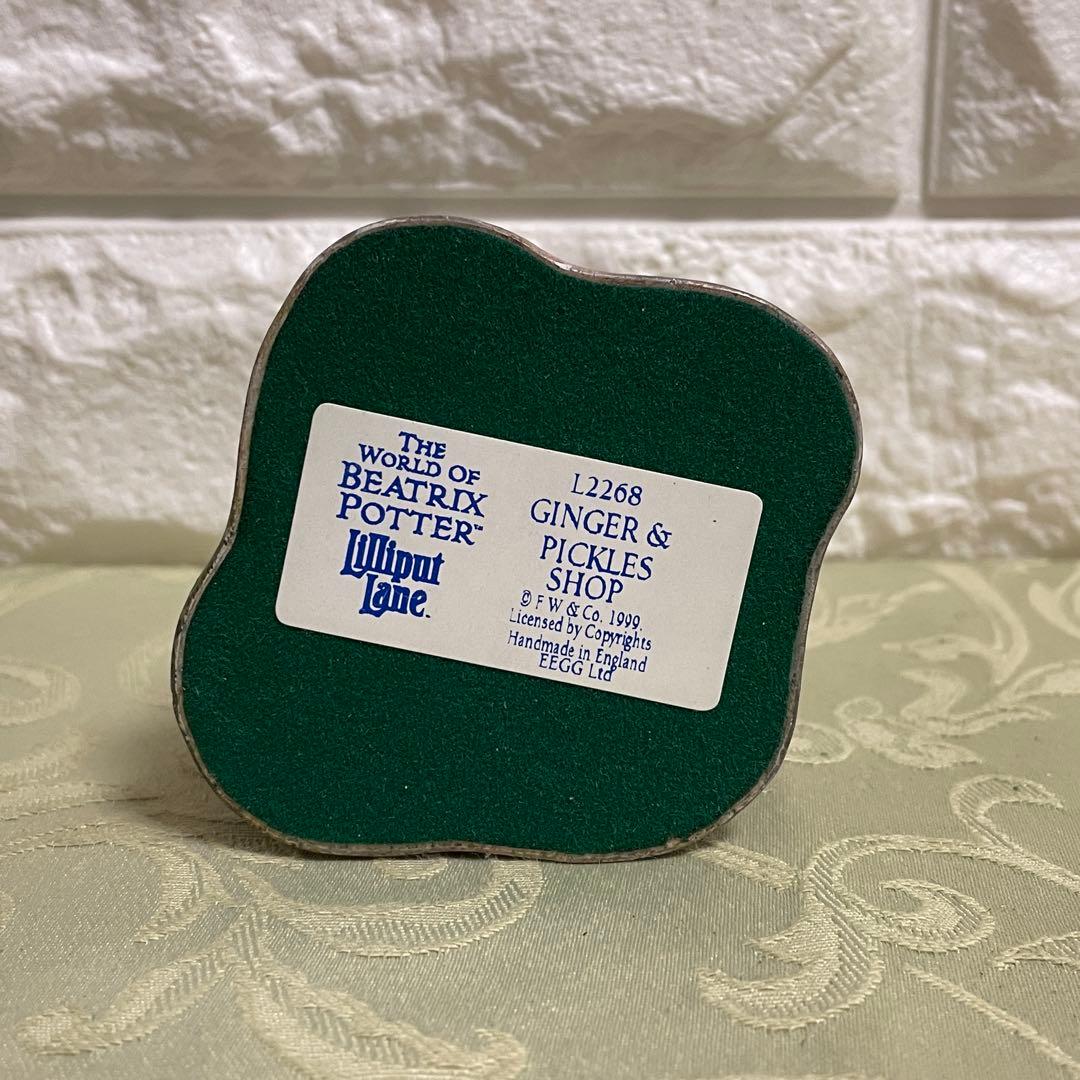 THE
WORLD OF
BEATRIX
POTTER™
Lilliput
Lane™
L2268
GINGER &
PICKLES
SHOP
© F W & Co. 1999.
Licensed by Copyrights
Handmade in England
EEGG Ltd